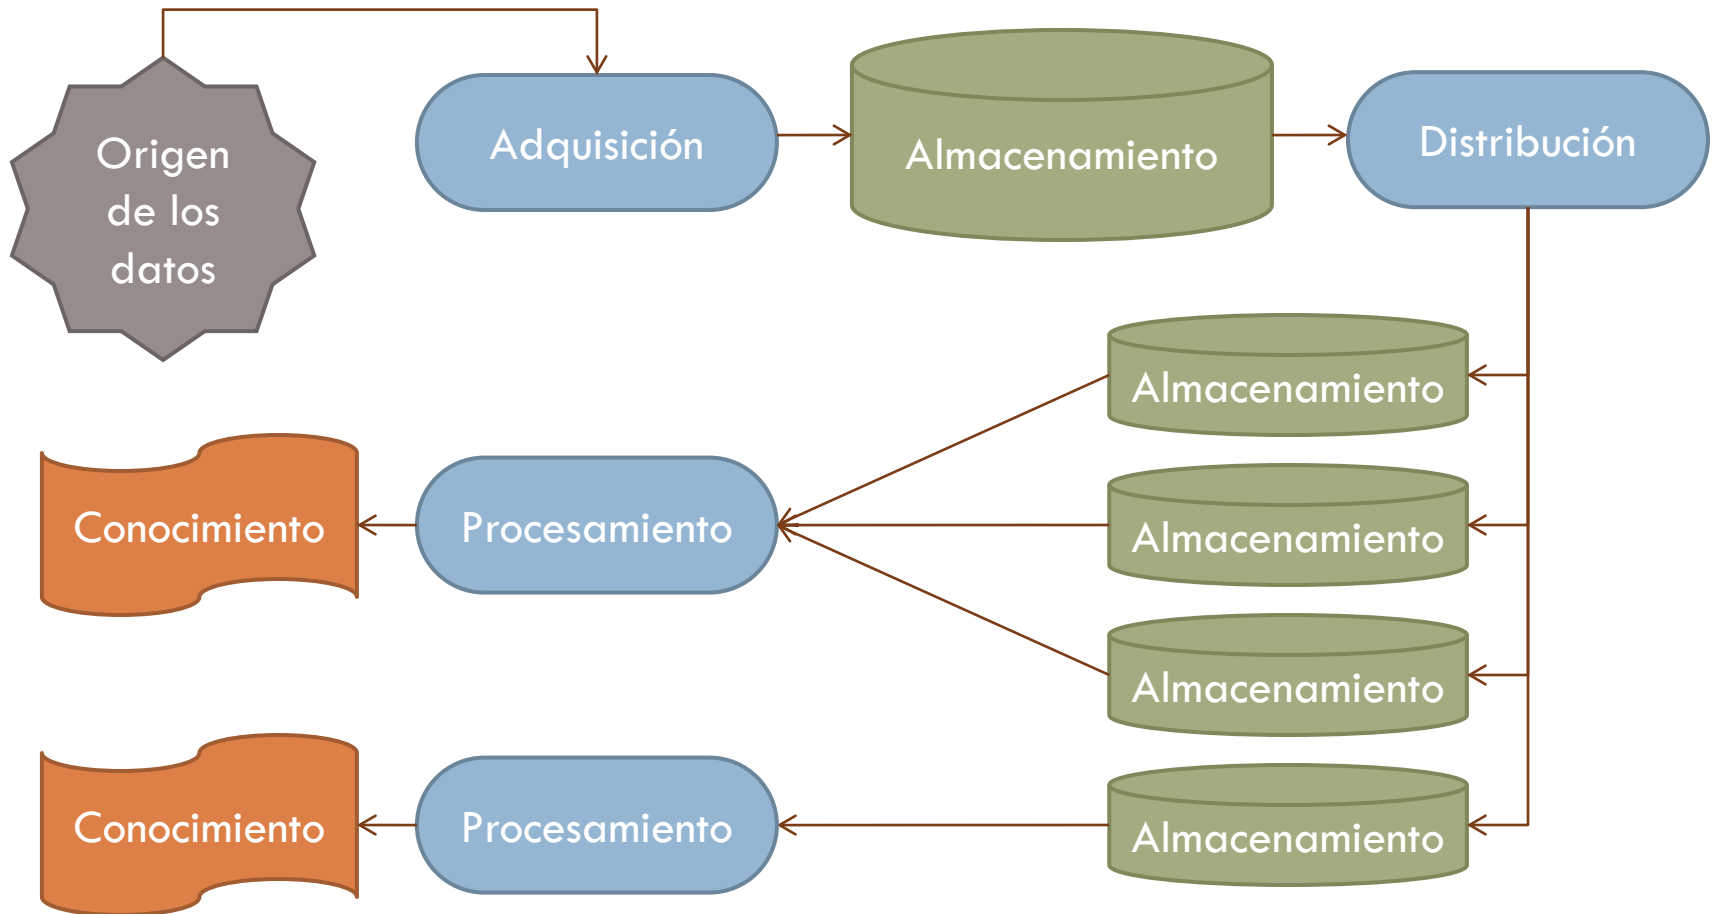 Origen
de los
datos
Adquisición
Almacenamiento
Distribución
Almacenamiento
Almacenamiento
Almacenamiento
Almacenamiento
Procesamiento
Conocimiento
Procesamiento
Conocimiento